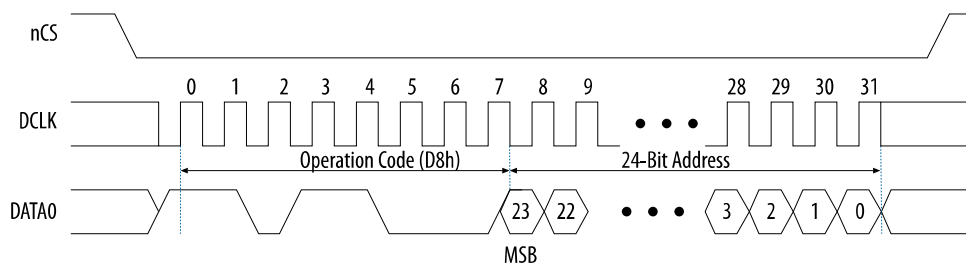 nCS
0 1 2 3 4 5 6 7 8 9 28 29 30 31
DCLK
Operation Code (D8h) 24-Bit Address
DATA0 23 22 3 2 1 0
MSB